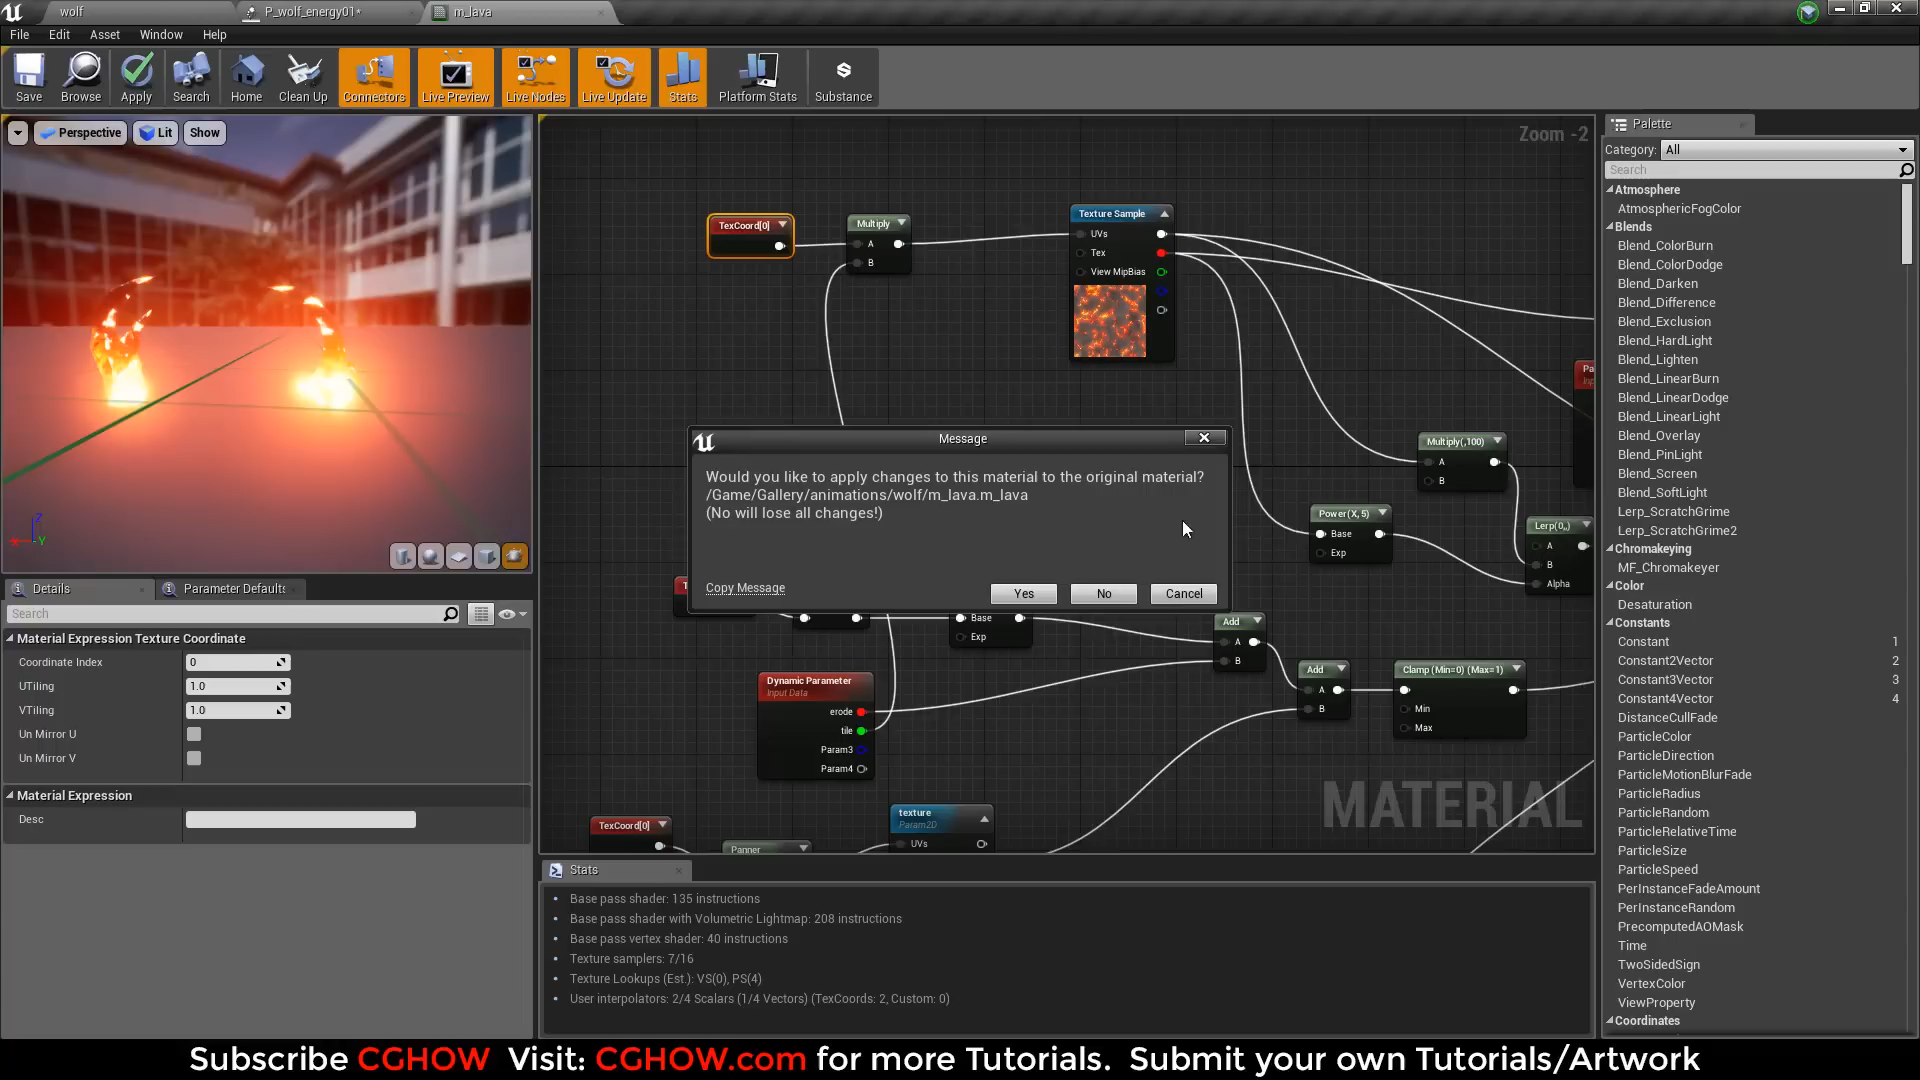 wolf
P_wolf_energy01*
m_lava
File Edit Asset Window Help
Save Browse Apply Search Home Clean Up Connectors Live Preview Live Nodes Live Update Stats Platform Stats Substance
Perspective Lit Show
Zoom -2
TexCoord[0]
Multiply
A
B
Texture Sample
UVs
Tex
View MipBias
Pa
Inp
Multiply(,100)
A
B
Power(X, 5)
Base
Exp
Lerp(0,,)
A
B
Alpha
Message
Would you like to apply changes to this material to the original material?
/Game/Gallery/animations/wolf/m_lava.m_lava
(No will lose all changes!)
Copy Message
Yes No Cancel
T
Base
Exp
Add
A
B
Add
A
B
Clamp (Min=0) (Max=1)
Min
Max
Dynamic Parameter
Input Data
erode
tile
Param3
Param4
TexCoord[0]
Panner
texture
Param2D
UVs
MATERIAL
Z
X
Y
Details
Parameter Defaults
Search
Material Expression Texture Coordinate
Coordinate Index 0
UTiling 1.0
VTiling 1.0
Un Mirror U
Un Mirror V
Material Expression
Desc
Stats
Base pass shader: 135 instructions
Base pass shader with Volumetric Lightmap: 208 instructions
Base pass vertex shader: 40 instructions
Texture samplers: 7/16
Texture Lookups (Est.): VS(0), PS(4)
User interpolators: 2/4 Scalars (1/4 Vectors) (TexCoords: 2, Custom: 0)
Palette
Category: All
Search
Atmosphere
AtmosphericFogColor
Blends
Blend_ColorBurn
Blend_ColorDodge
Blend_Darken
Blend_Difference
Blend_Exclusion
Blend_HardLight
Blend_Lighten
Blend_LinearBurn
Blend_LinearDodge
Blend_LinearLight
Blend_Overlay
Blend_PinLight
Blend_Screen
Blend_SoftLight
Lerp_ScratchGrime
Lerp_ScratchGrime2
Chromakeying
MF_Chromakeyer
Color
Desaturation
Constants
Constant 1
Constant2Vector 2
Constant3Vector 3
Constant4Vector 4
DistanceCullFade
ParticleColor
ParticleDirection
ParticleMotionBlurFade
ParticleRadius
ParticleRandom
ParticleRelativeTime
ParticleSize
ParticleSpeed
PerInstanceFadeAmount
PerInstanceRandom
PrecomputedAOMask
Time
TwoSidedSign
VertexColor
ViewProperty
Coordinates
Subscribe CGHOW Visit: CGHOW.com for more Tutorials. Submit your own Tutorials/Artwork